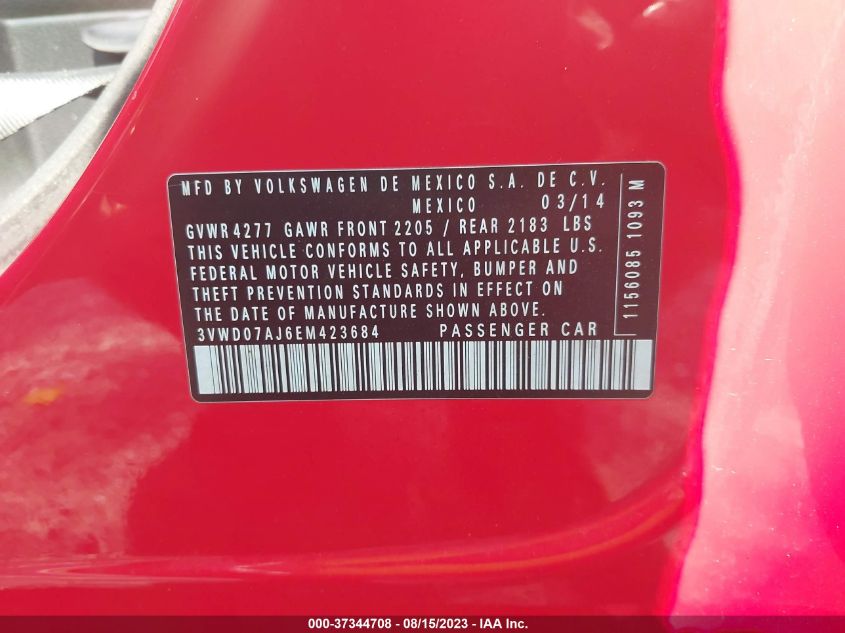 MFD BY VOLKSWAGEN DE MEXICO S.A. DE C.V.
MEXICO 03/14
GVWR 4277 GAWR FRONT 2205 / REAR 2183 LBS
THIS VEHICLE CONFORMS TO ALL APPLICABLE U.S.
FEDERAL MOTOR VEHICLE SAFETY, BUMPER AND
THEFT PREVENTION STANDARDS IN EFFECT ON
THE DATE OF MANUFACTURE SHOWN ABOVE.
3VWD07AJ6EM423684 PASSENGER CAR
1J56085 1093 M
000-37344708 - 08/15/2023 - IAA Inc.